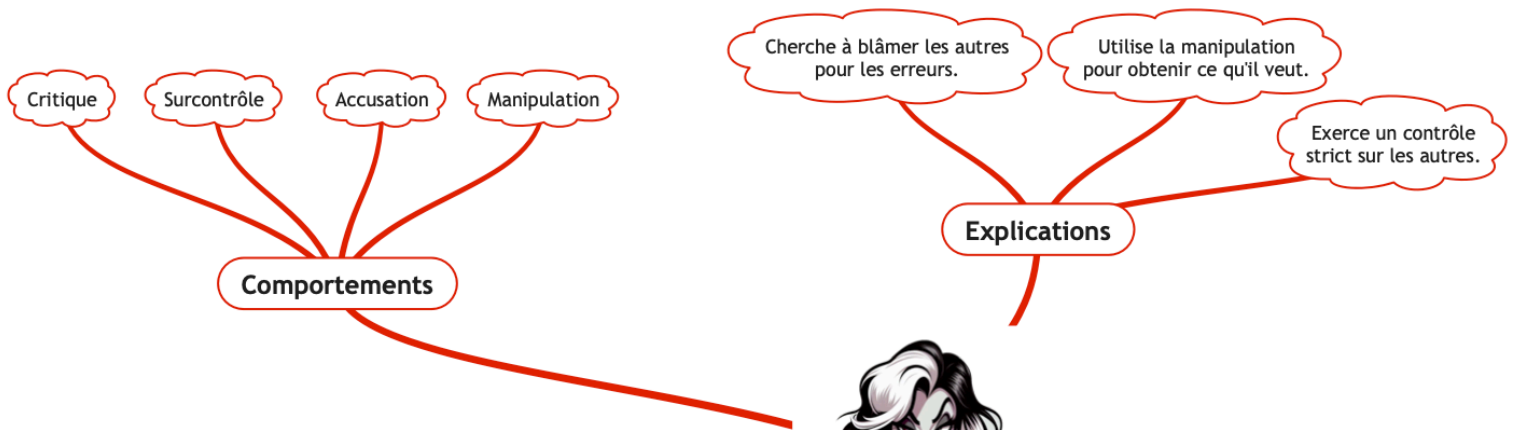 Critique
Surcontrôle
Accusation
Manipulation
Comportements
Cherche à blâmer les autres
pour les erreurs.
Utilise la manipulation
pour obtenir ce qu'il veut.
Exerce un contrôle
strict sur les autres.
Explications